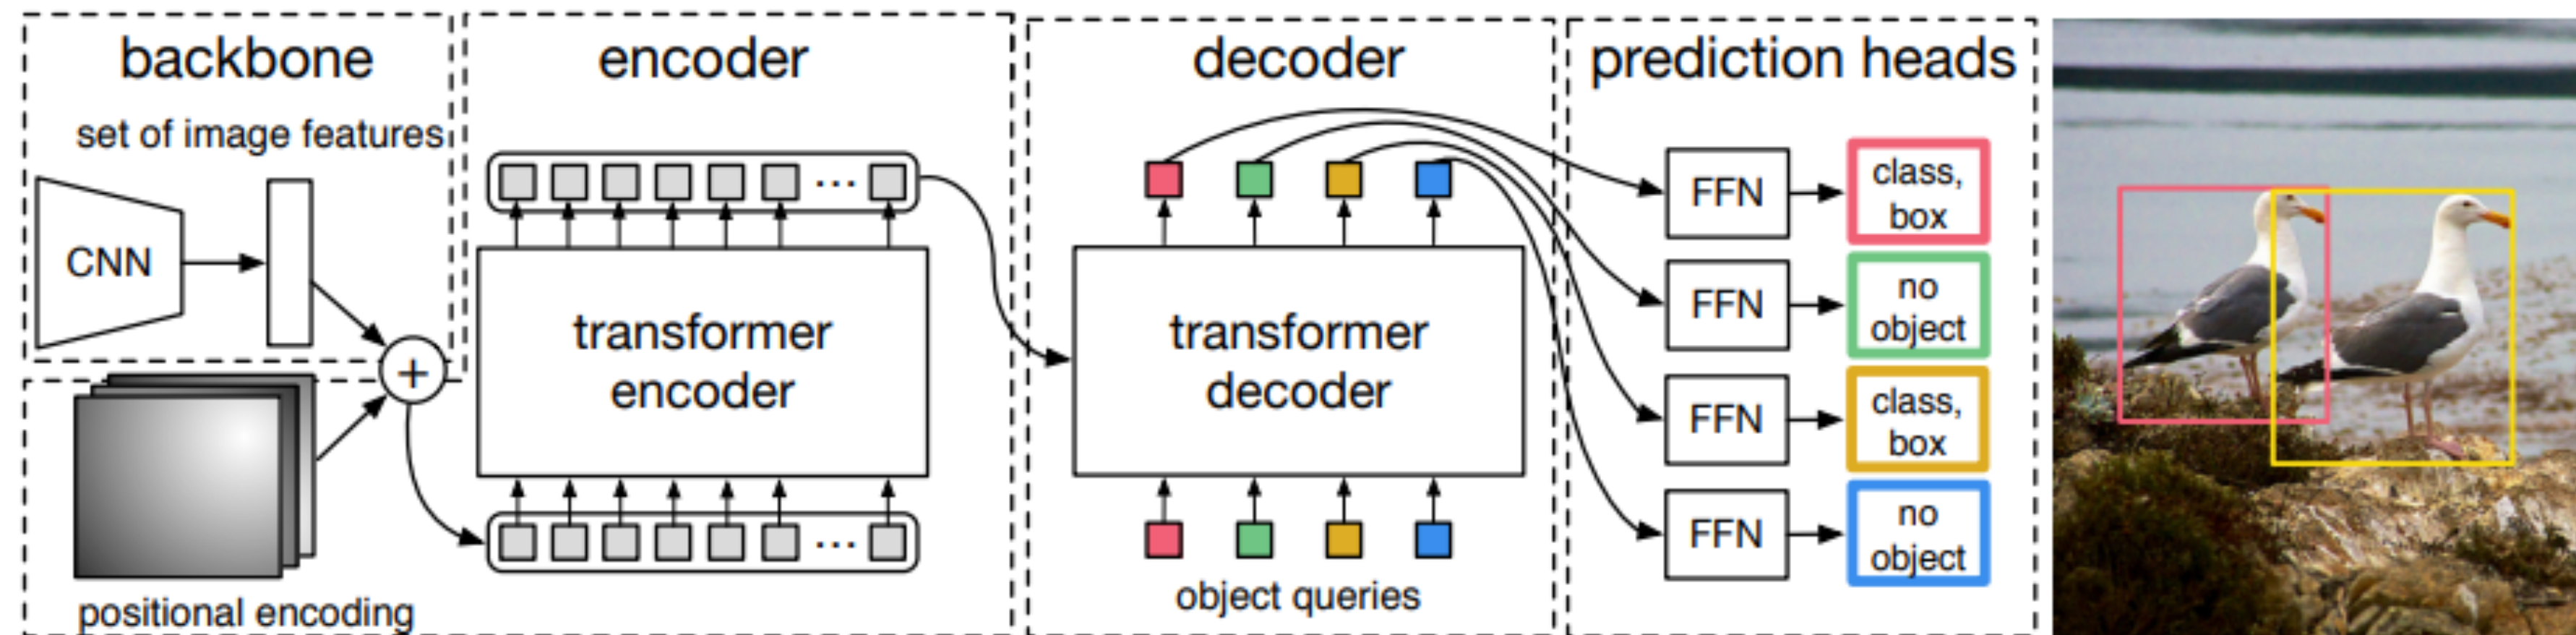 backbone
set of image features
CNN
+
positional encoding
encoder
...
transformer
encoder
...
decoder
transformer
decoder
object queries
prediction heads
FFN
class,
box
FFN
no
object
FFN
class,
box
FFN
no
object